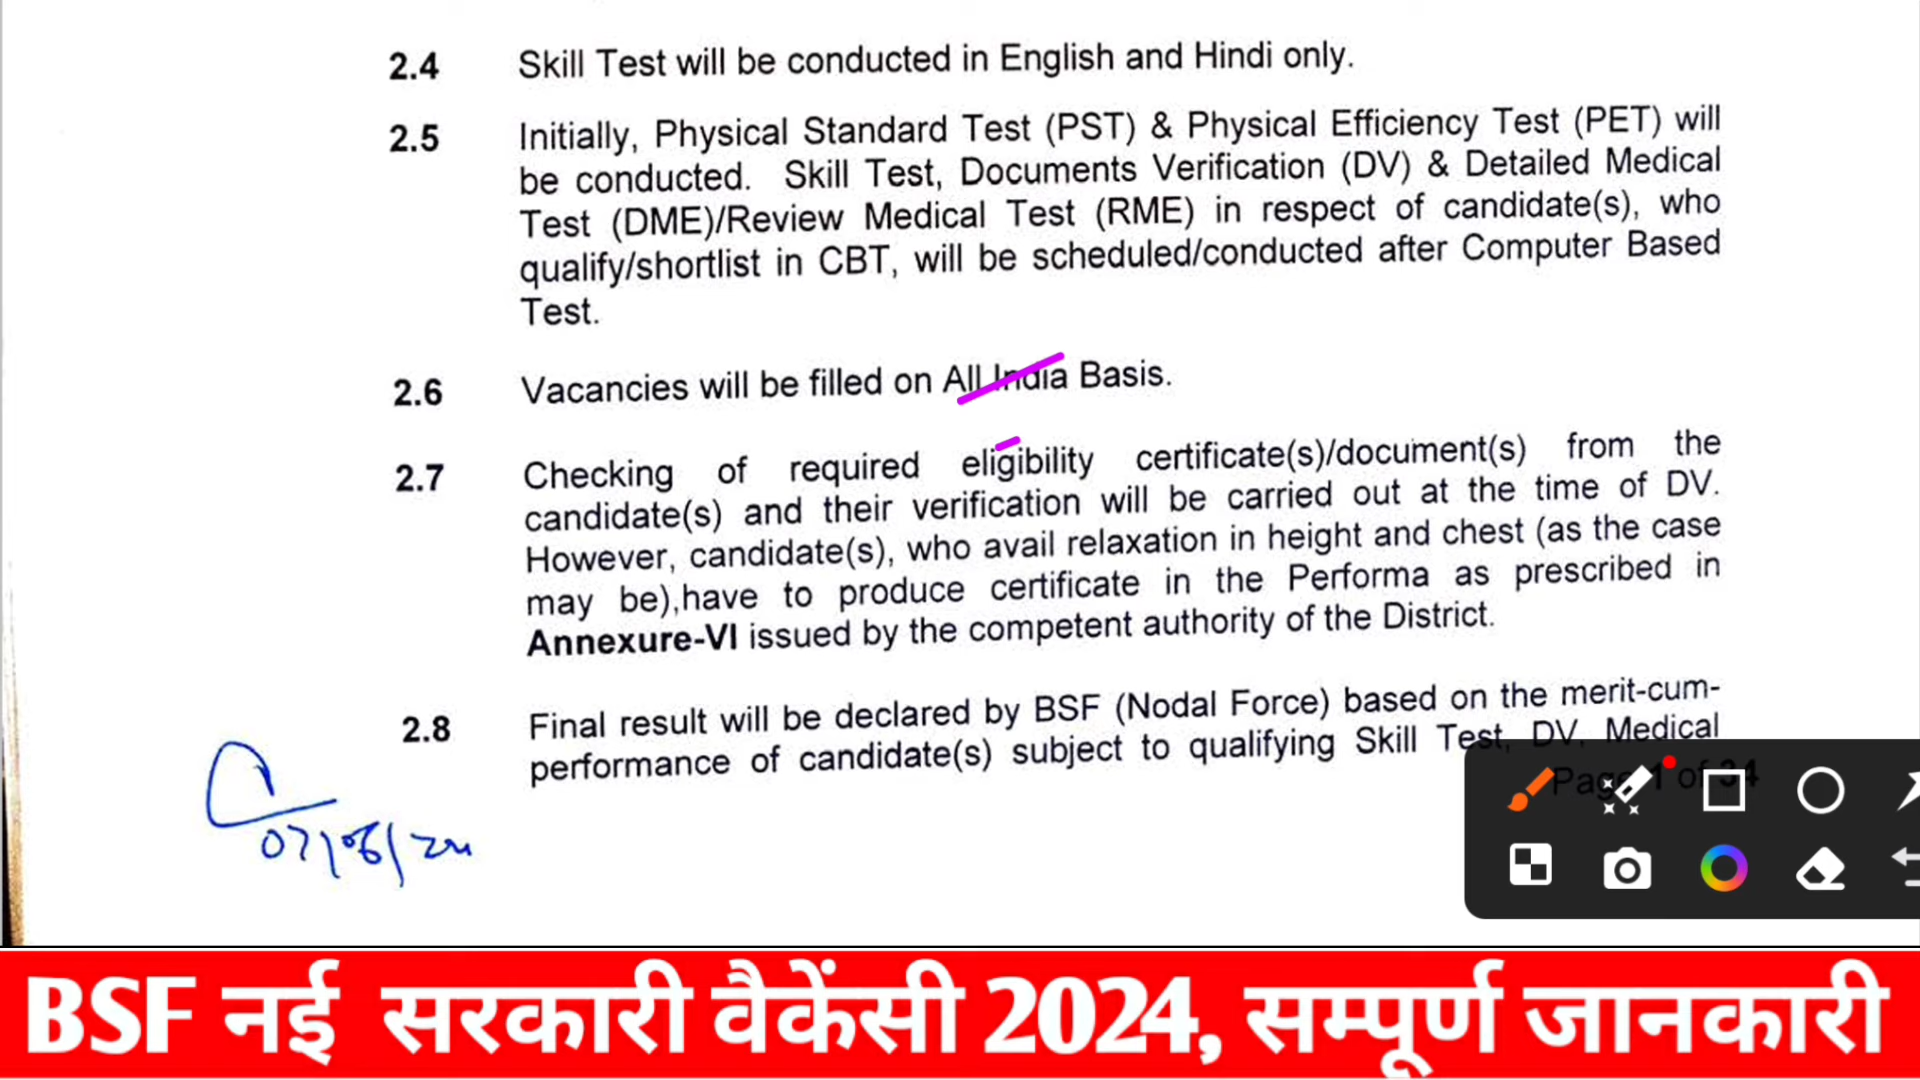 2.4 Skill Test will be conducted in English and Hindi only.
2.5 Initially, Physical Standard Test (PST) & Physical Efficiency Test (PET) will
be conducted. Skill Test, Documents Verification (DV) & Detailed Medical
Test (DME)/Review Medical Test (RME) in respect of candidate(s), who
qualify/shortlist in CBT, will be scheduled/conducted after Computer Based
Test.
2.6 Vacancies will be filled on All India Basis.
2.7 Checking of required eligibility certificate(s)/document(s) from the
candidate(s) and their verification will be carried out at the time of DV.
However, candidate(s), who avail relaxation in height and chest (as the case
may be),have to produce certificate in the Performa as prescribed in
Annexure-VI issued by the competent authority of the District.
2.8 Final result will be declared by BSF (Nodal Force) based on the merit-cum-
performance of candidate(s) subject to qualifying Skill Test, DV, Medical
Page 1 of 34
07/06/24
BSF नई सरकारी वैकेंसी 2024, सम्पूर्ण जानकारी